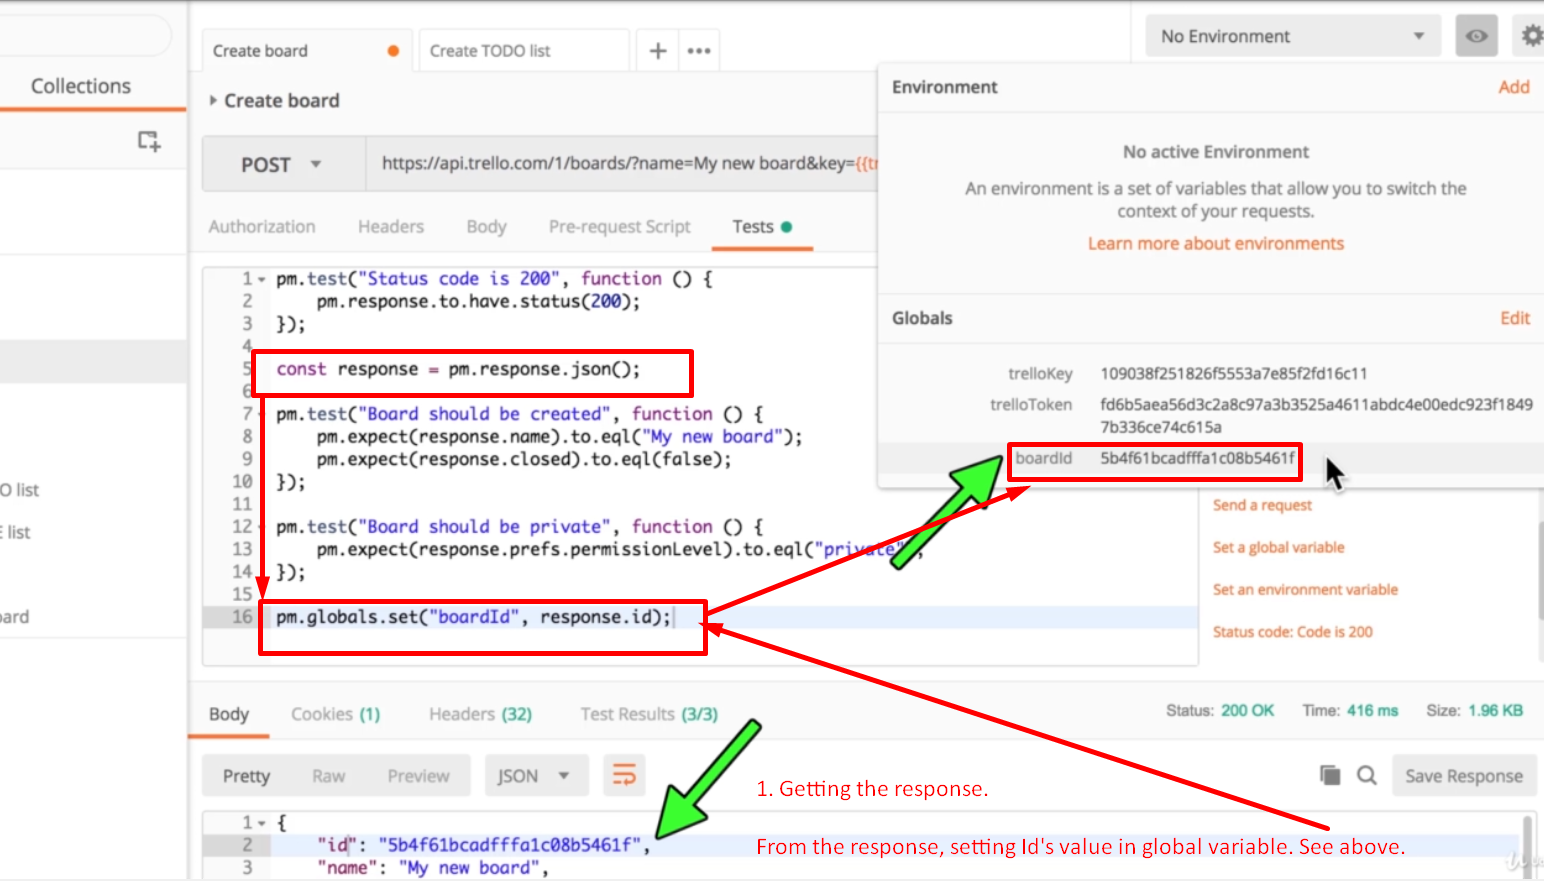 Create board
Create TODO list
No Environment
Collections
Create board
POST
https://api.trello.com/1/boards/?name=My new board&key={{tr
Authorization
Headers
Body
Pre-request Script
Tests
Environment
Add
No active Environment
An environment is a set of variables that allow you to switch the
context of your requests.
Learn more about environments
Globals
Edit
trelloKey 109038f251826f5553a7e85f2fd16c11
trelloToken fd6b5aea56d3c2a8c97a3b3525a4611abdc4e00edc923f1849
7b336ce74c615a
boardId 5b4f61bcadfffa1c08b5461f
1 pm.test("Status code is 200", function () {
2 pm.response.to.have.status(200);
3 });
4
5 const response = pm.response.json();
6
7 pm.test("Board should be created", function () {
8 pm.expect(response.name).to.eql("My new board");
9 pm.expect(response.closed).to.eql(false);
10 });
11
12 pm.test("Board should be private", function () {
13 pm.expect(response.prefs.permissionLevel).to.eql("private");
14 });
15
16 pm.globals.set("boardId", response.id);
O list
E list
oard
Send a request
Set a global variable
Set an environment variable
Status code: Code is 200
Body
Cookies (1)
Headers (32)
Test Results (3/3)
Status: 200 OK
Time: 416 ms
Size: 1.96 KB
Pretty
Raw
Preview
JSON
Save Response
1. Getting the response.
From the response, setting Id's value in global variable. See above.
1 {
2 "id": "5b4f61bcadfffa1c08b5461f",
3 "name": "My new board",